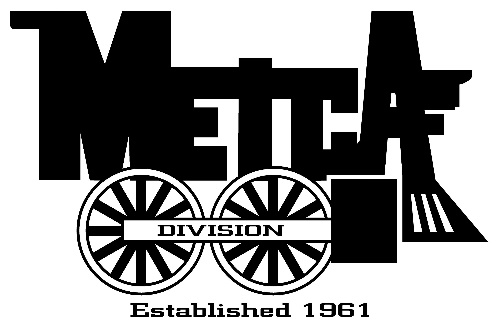 METCA
DIVISION
Established 1961